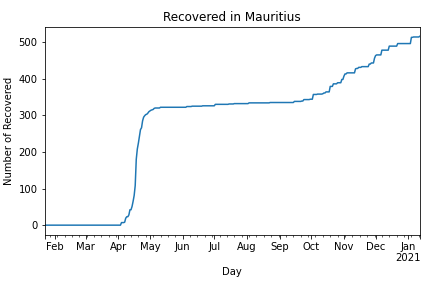 Recovered in Mauritius
Number of Recovered
500
400
300
200
100
0
Feb Mar Apr May Jun Jul Aug Sep Oct Nov Dec Jan
2021
Day